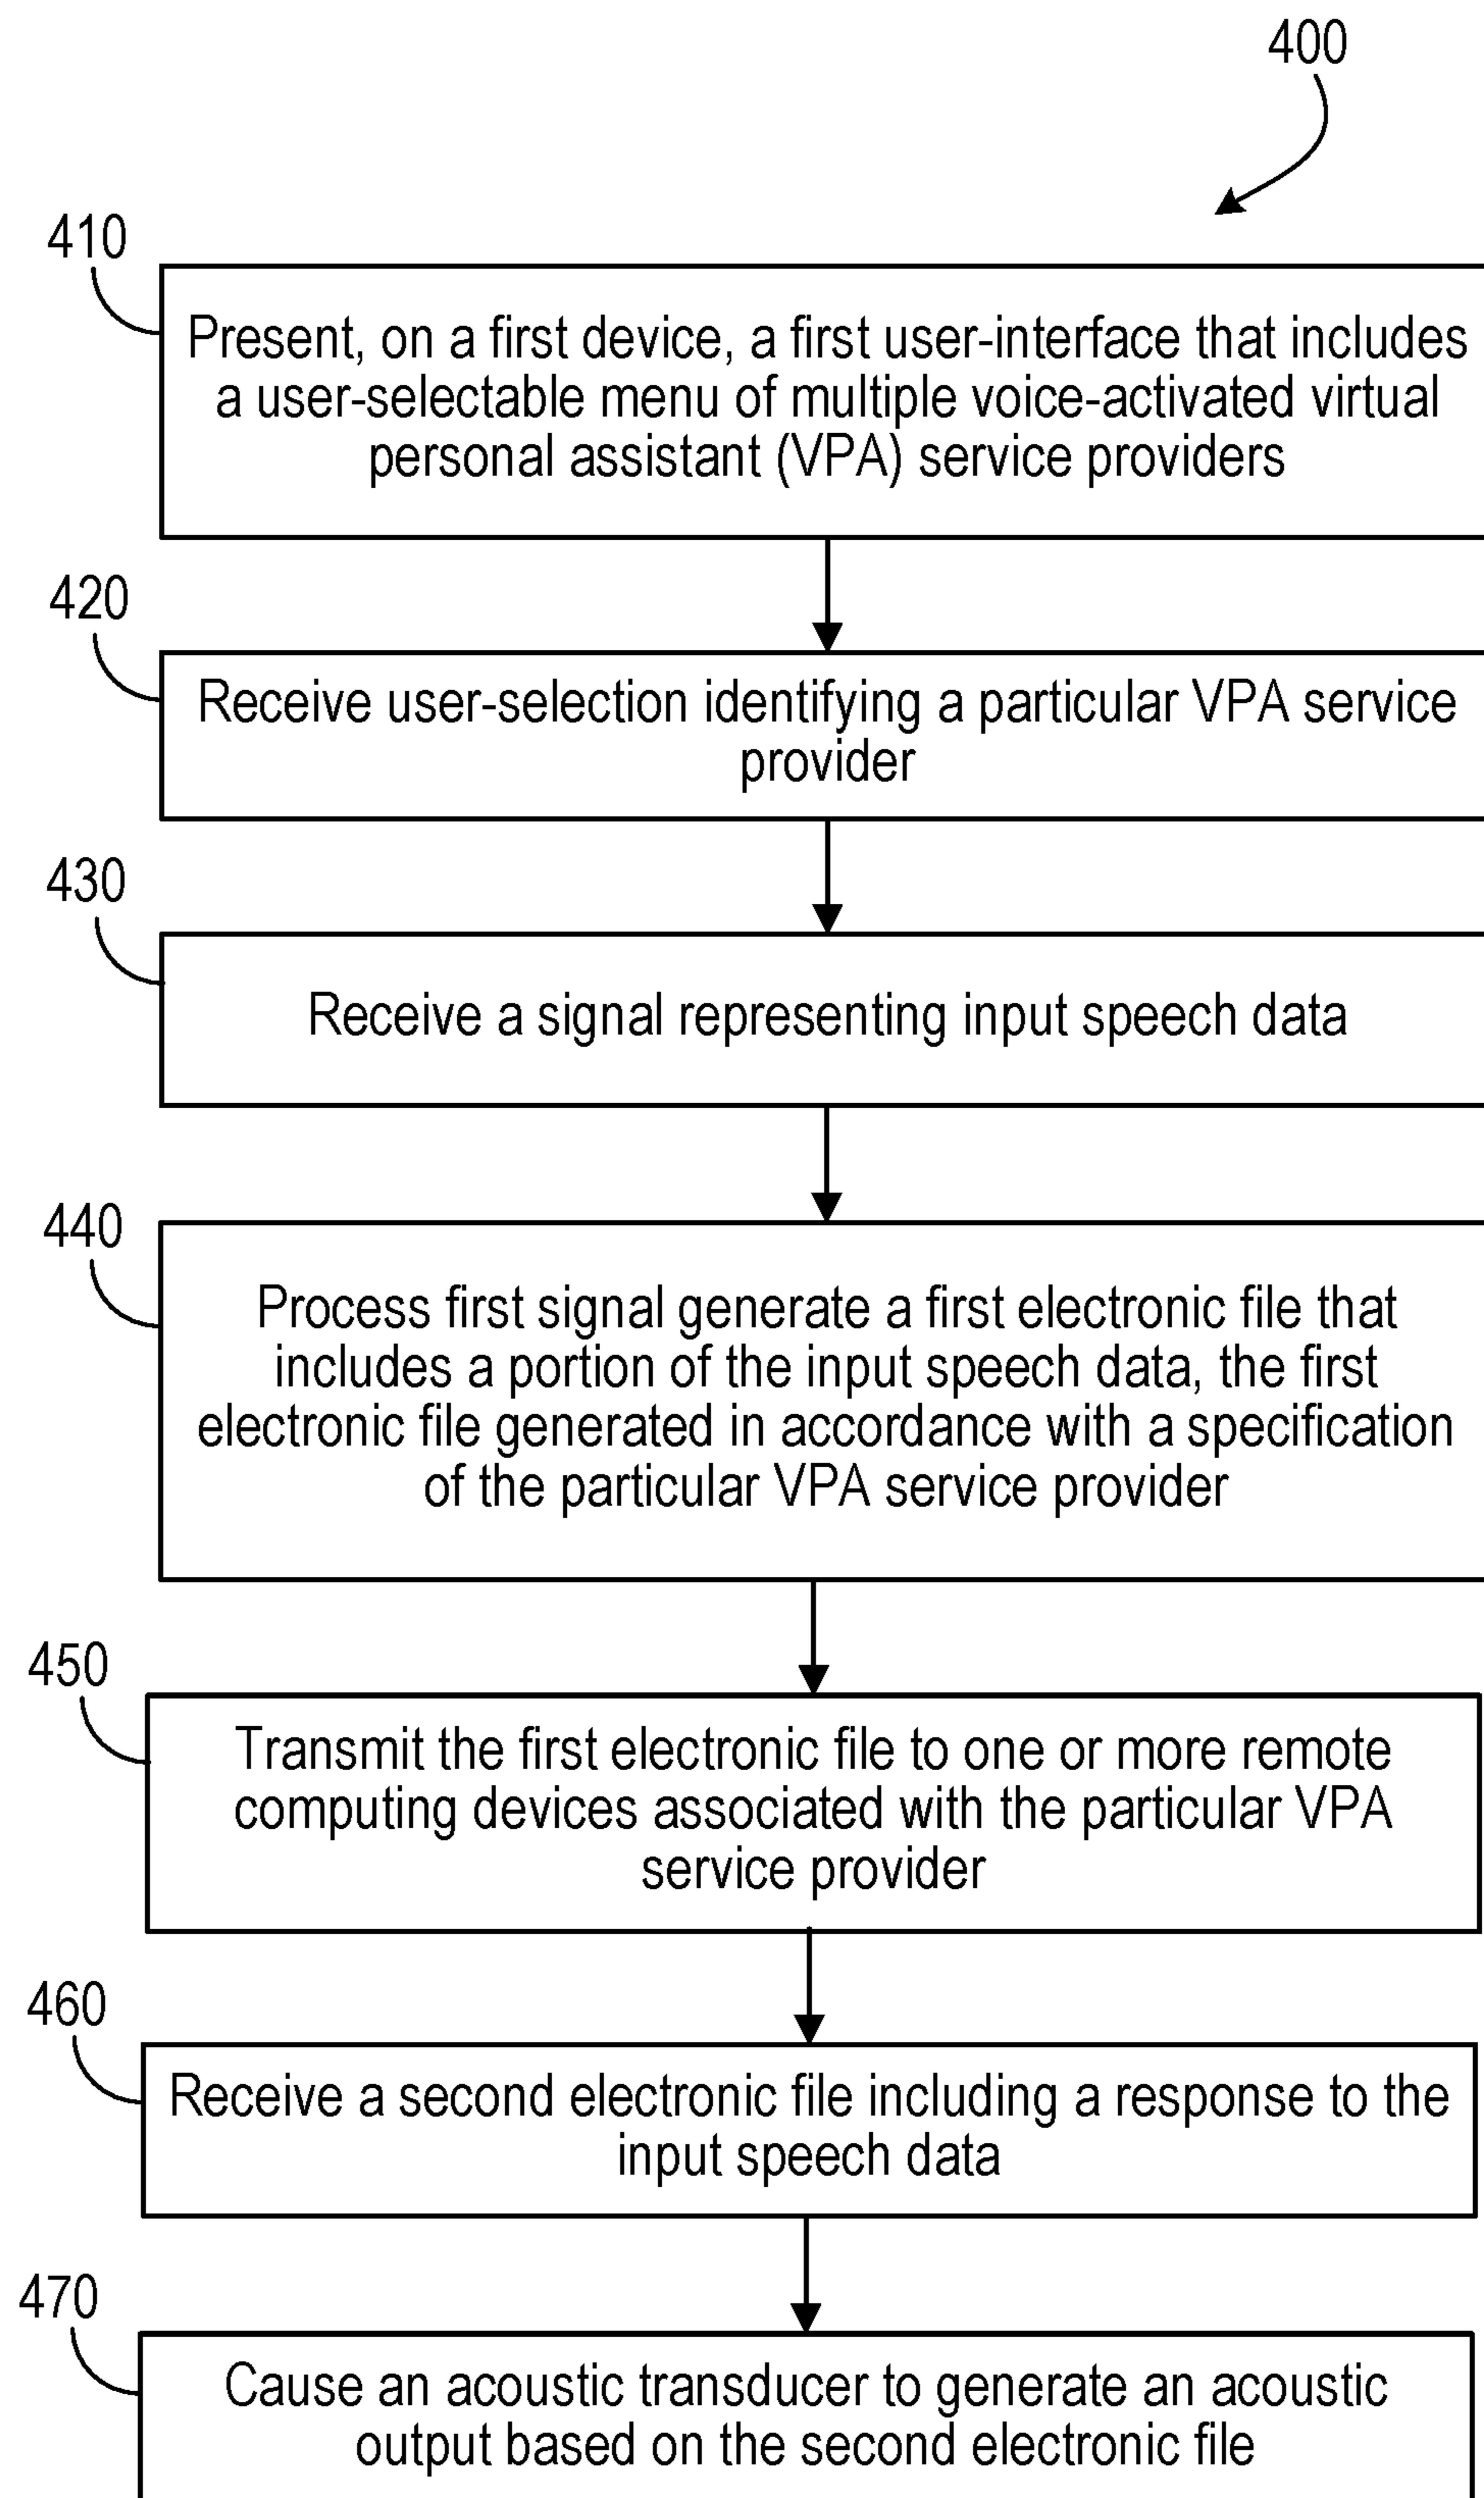 400
410
Present, on a first device, a first user-interface that includes
a user-selectable menu of multiple voice-activated virtual
personal assistant (VPA) service providers
420
Receive user-selection identifying a particular VPA service
provider
430
Receive a signal representing input speech data
440
Process first signal generate a first electronic file that
includes a portion of the input speech data, the first
electronic file generated in accordance with a specification
of the particular VPA service provider
450
Transmit the first electronic file to one or more remote
computing devices associated with the particular VPA
service provider
460
Receive a second electronic file including a response to the
input speech data
470
Cause an acoustic transducer to generate an acoustic
output based on the second electronic file